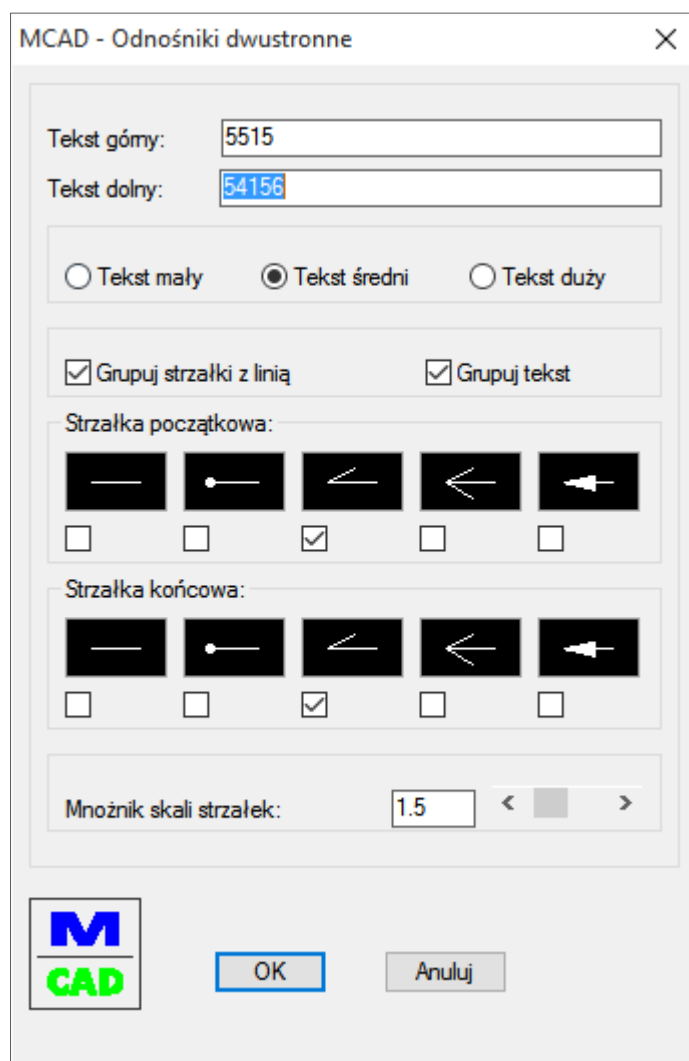 MCAD - Odnośniki dwustronne
Tekst górny: 5515
Tekst dolny: 54156
Tekst mały Tekst średni Tekst duży
Grupuj strzałki z linią Grupuj tekst
Strzałka początkowa:
Strzałka końcowa:
Mnożnik skali strzałek: 1.5
M
CAD
OK Anuluj